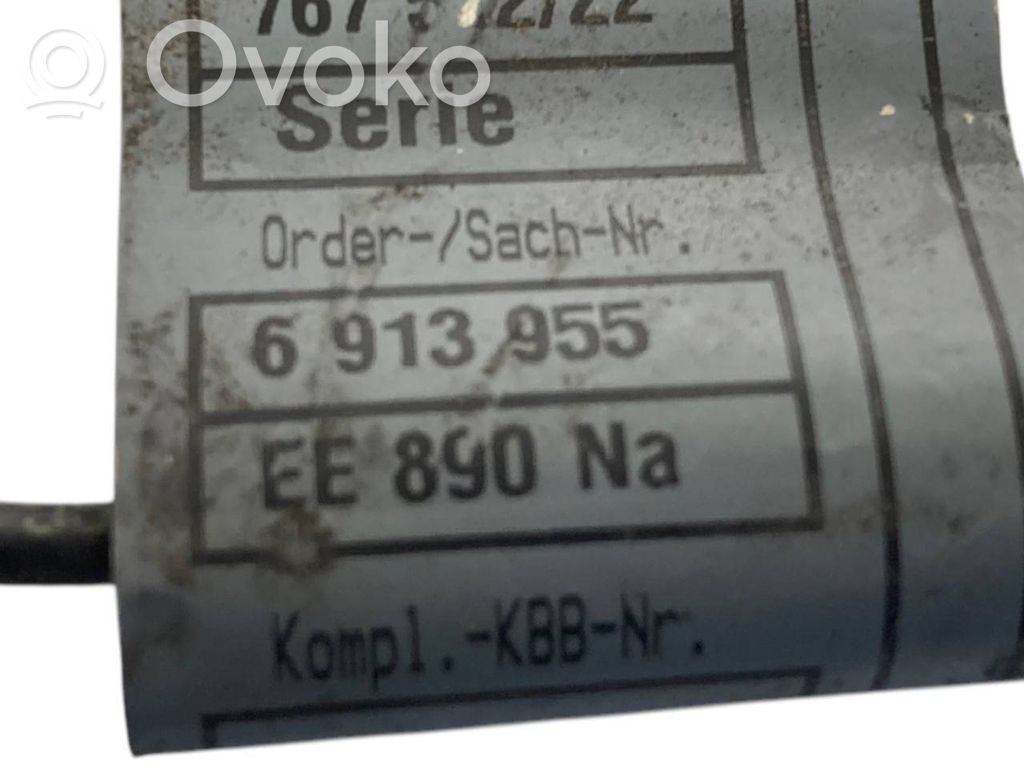 Ovoko
Serie
Order-/Sach-Nr.
6 913 955
EE 890 Na
Kompl.-KBB-Nr.